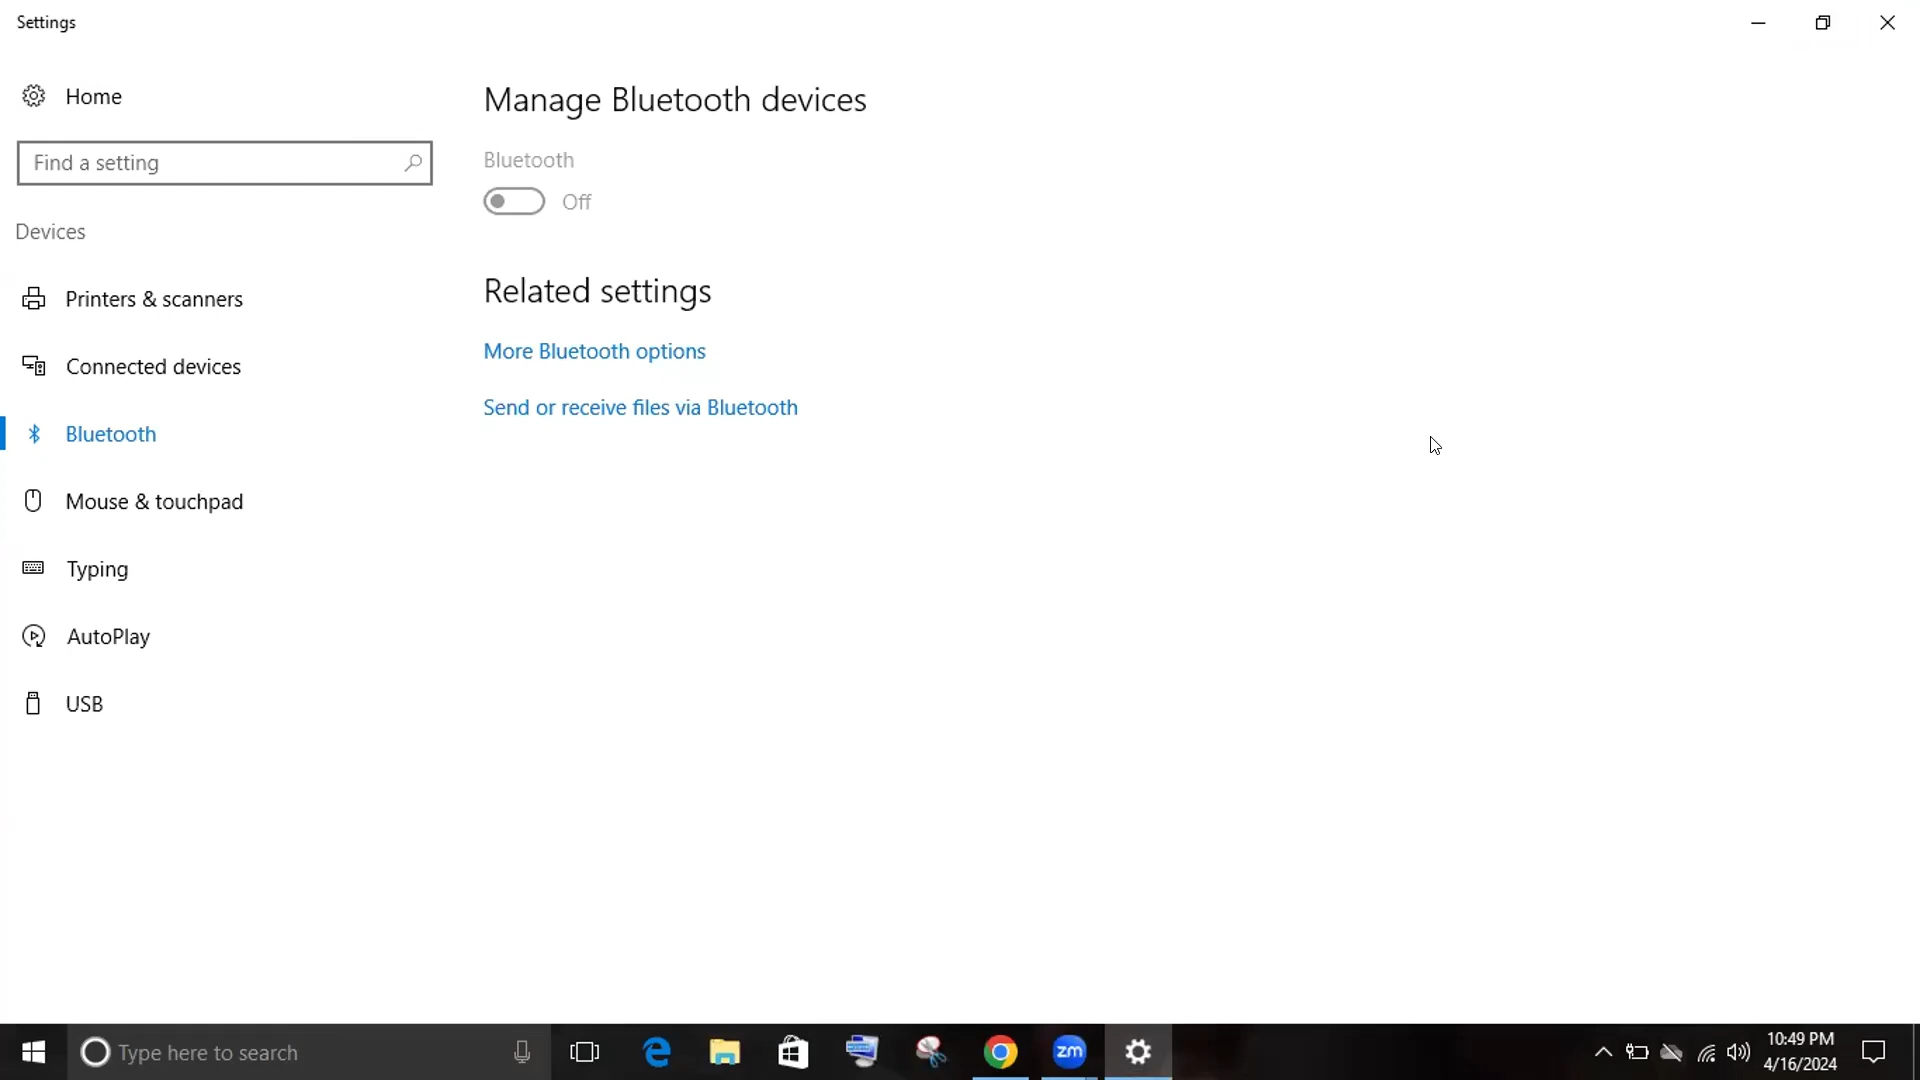 Settings
Home
Find a setting
Devices
Printers & scanners
Connected devices
Bluetooth
Mouse & touchpad
Typing
AutoPlay
USB
Manage Bluetooth devices
Bluetooth
Off
Related settings
More Bluetooth options
Send or receive files via Bluetooth
Type here to search
zm
10:49 PM
4/16/2024